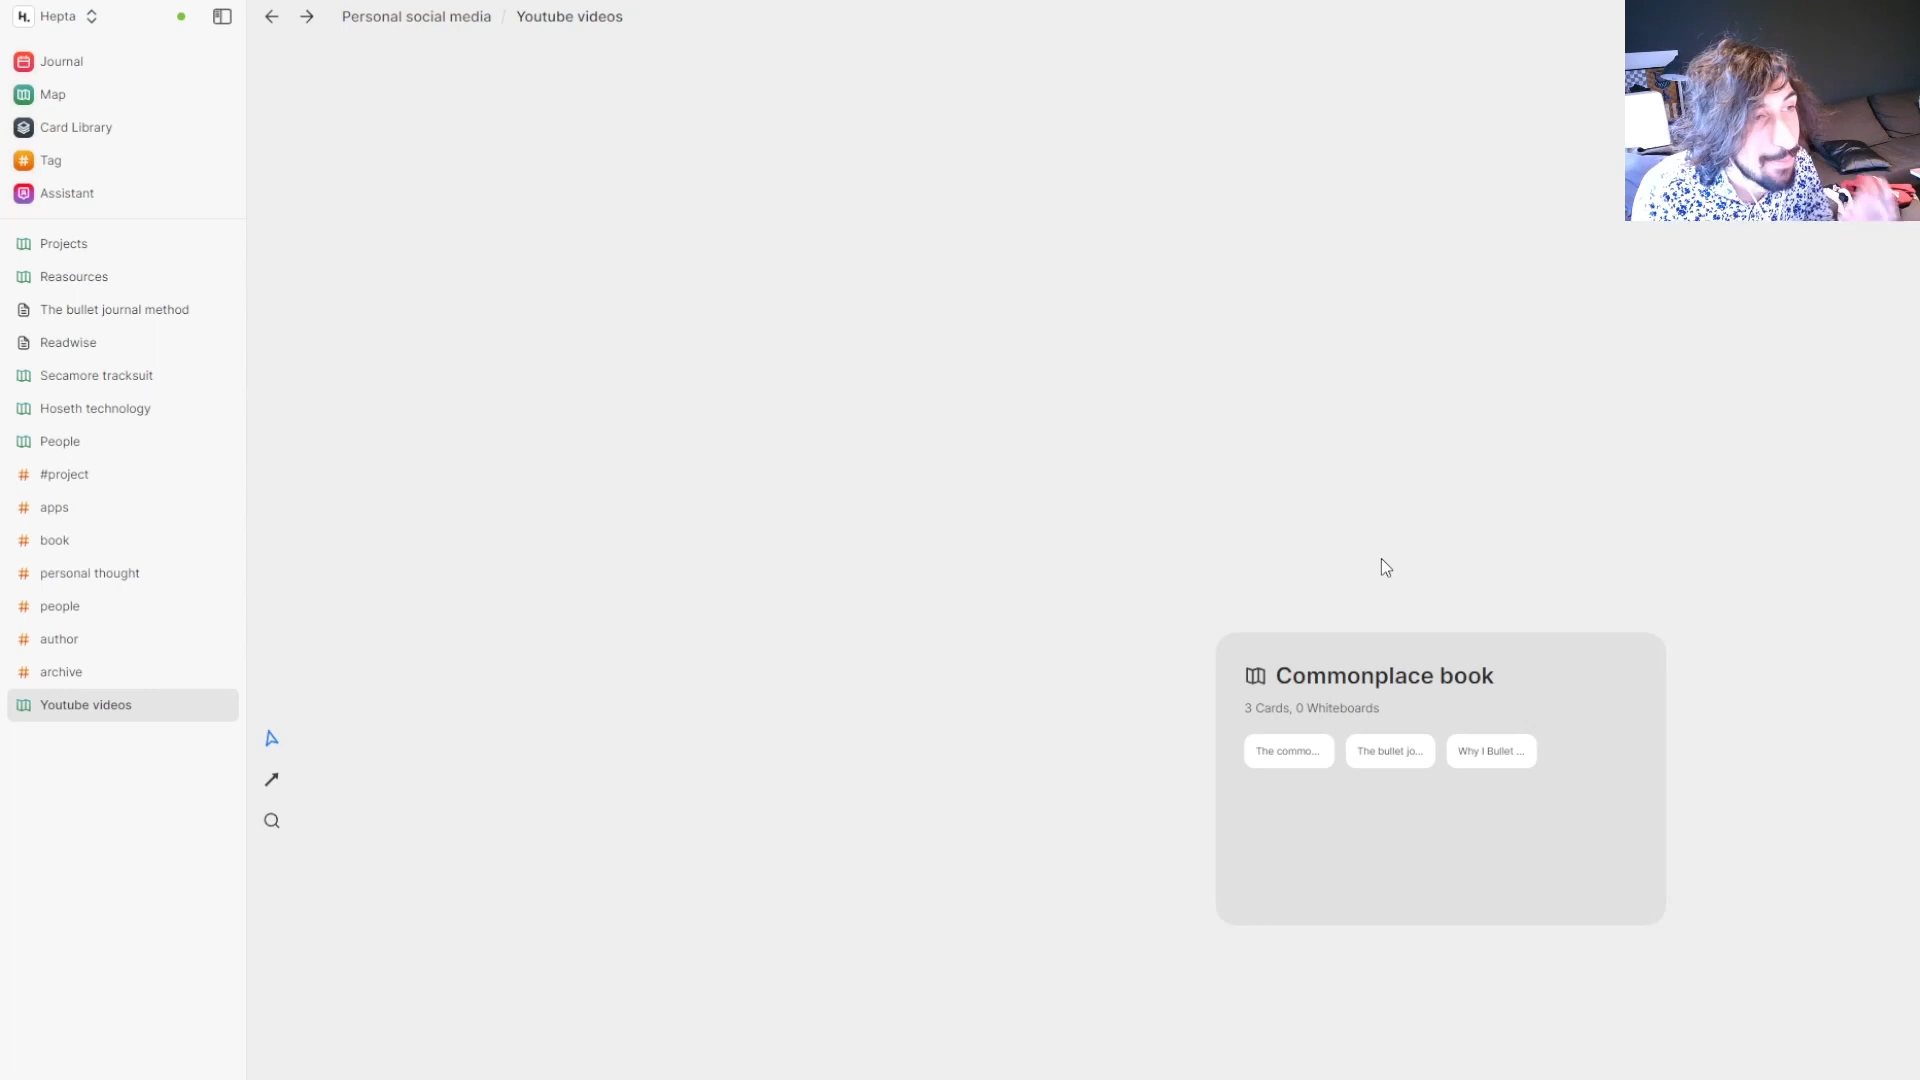 H. Hepta
Journal
Map
Card Library
Tag
Assistant
Projects
Reasources
The bullet journal method
Readwise
Secamore tracksuit
Hoseth technology
People
#project
apps
book
personal thought
people
author
archive
Youtube videos
Personal social media / Youtube videos
Commonplace book
3 Cards, 0 Whiteboards
The commo...
The bullet jo...
Why I Bullet ...